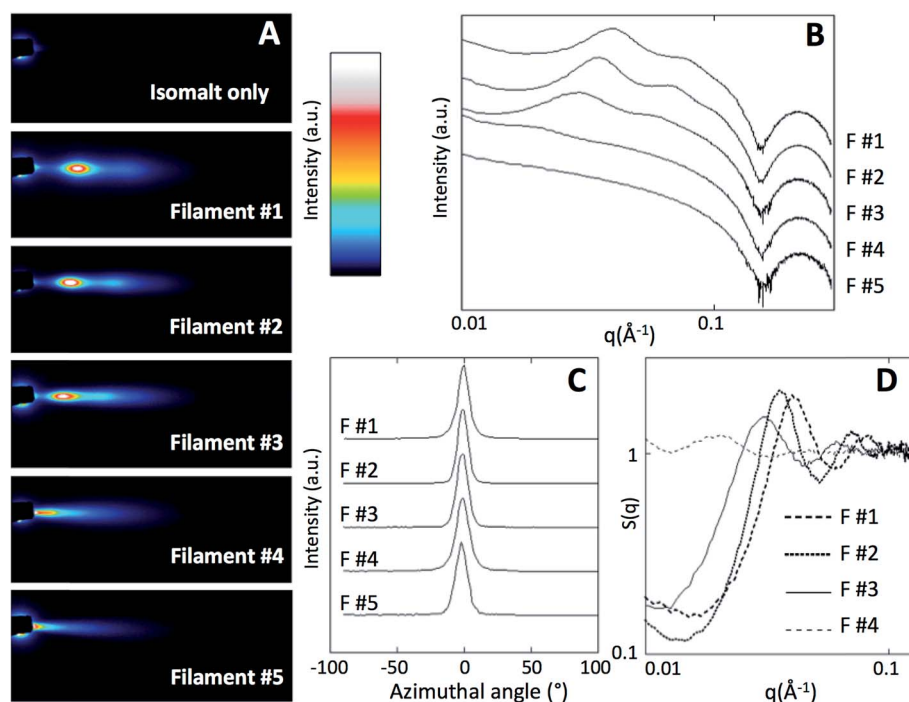 A
Isomalt only
Filament #1
Filament #2
Filament #3
Filament #4
Filament #5
Intensity (a.u.)
B
Intensity (a.u.)
F #1
F #2
F #3
F #4
F #5
0.01
0.1
q(Å⁻¹)
C
Intensity (a.u.)
F #1
F #2
F #3
F #4
F #5
-100
-50
0
50
100
Azimuthal angle (°)
D
S(q)
1
0.1
F #1
F #2
F #3
F #4
0.01
0.1
q(Å⁻¹)